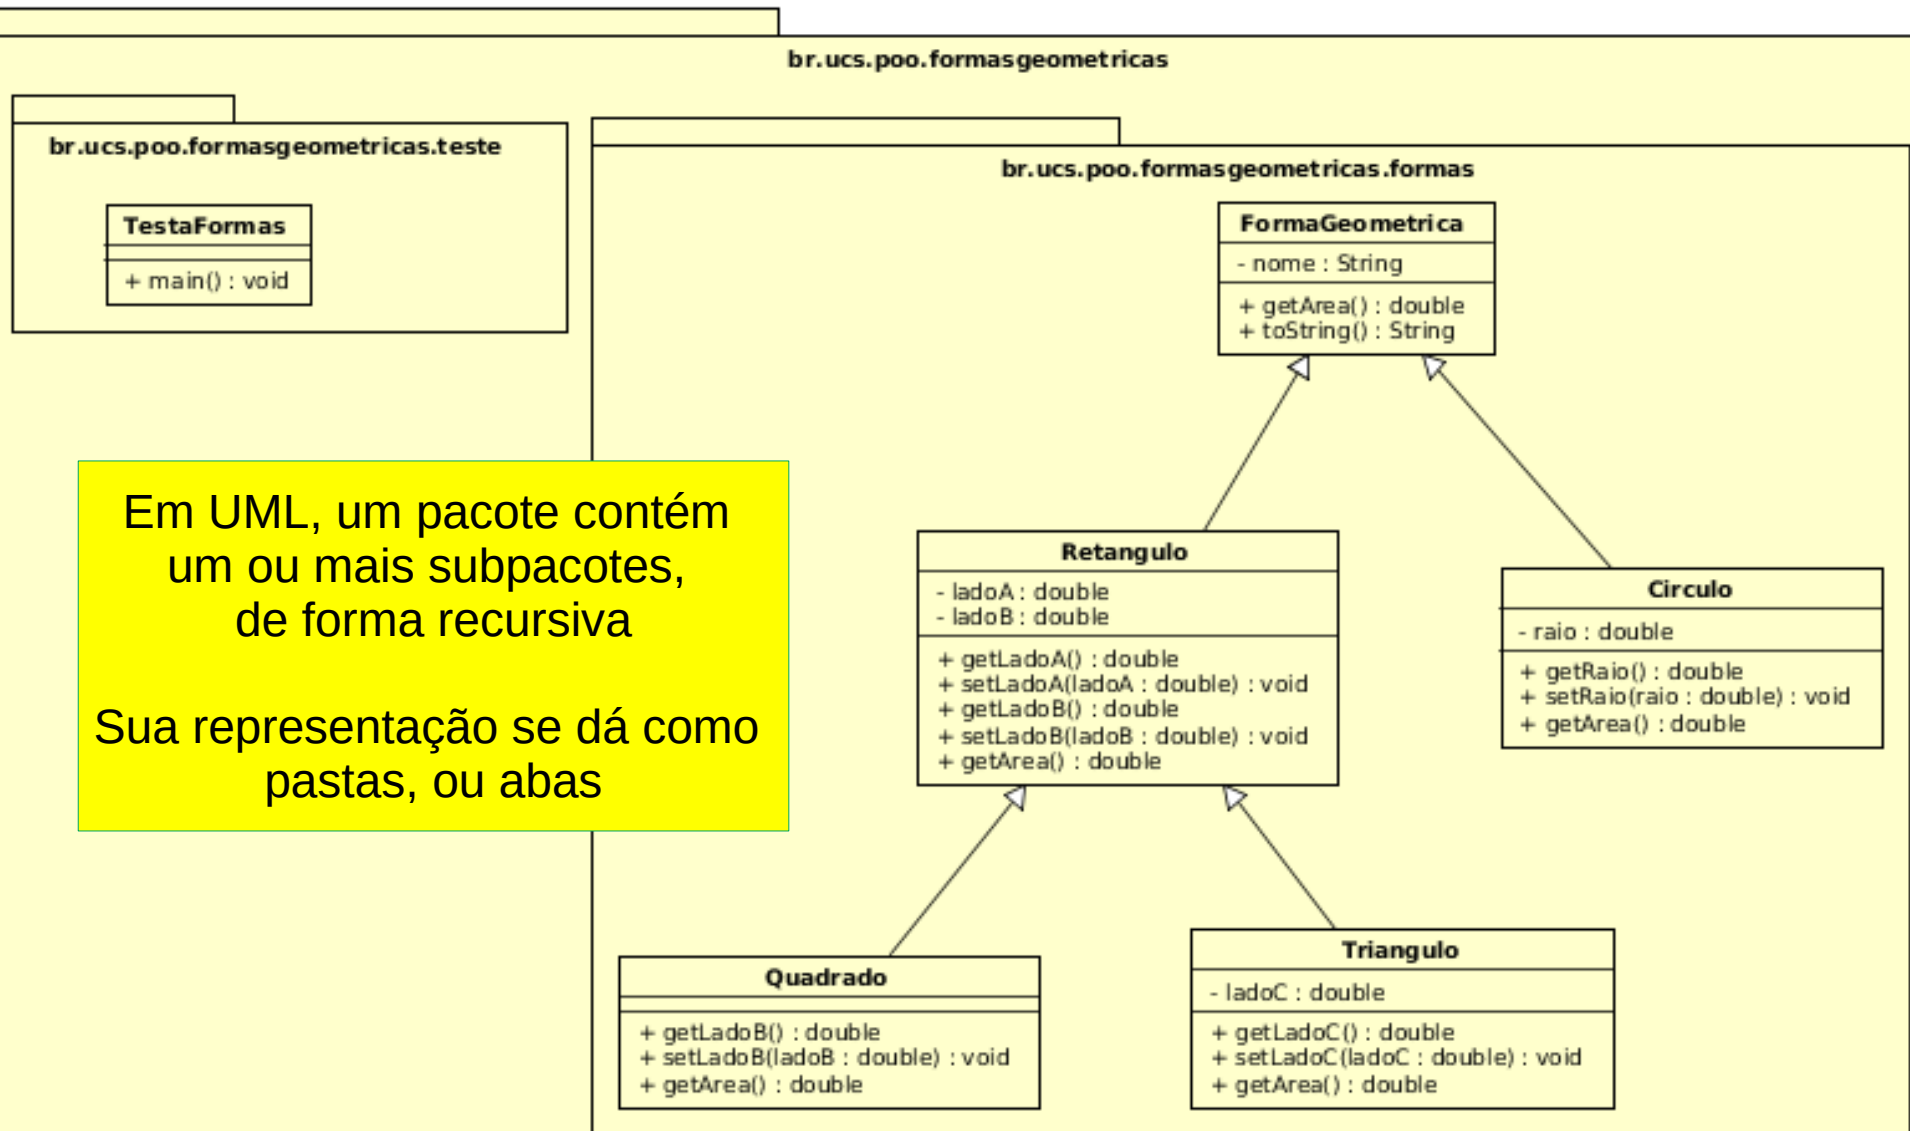 br.ucs.poo.formasgeometricas
br.ucs.poo.formasgeometricas.teste
TestaFormas
+ main() : void
br.ucs.poo.formasgeometricas.formas
FormaGeometrica
- nome : String
+ getArea() : double
+ toString() : String
Em UML, um pacote contém
um ou mais subpacotes,
de forma recursiva
Sua representação se dá como
pastas, ou abas
Retangulo
- ladoA : double
- ladoB : double
+ getLadoA() : double
+ setLadoA(ladoA : double) : void
+ getLadoB() : double
+ setLadoB(ladoB : double) : void
+ getArea() : double
Circulo
- raio : double
+ getRaio() : double
+ setRaio(raio : double) : void
+ getArea() : double
Quadrado
+ getLadoB() : double
+ setLadoB(ladoB : double) : void
+ getArea() : double
Triangulo
- ladoC : double
+ getLadoC() : double
+ setLadoC(ladoC : double) : void
+ getArea() : double